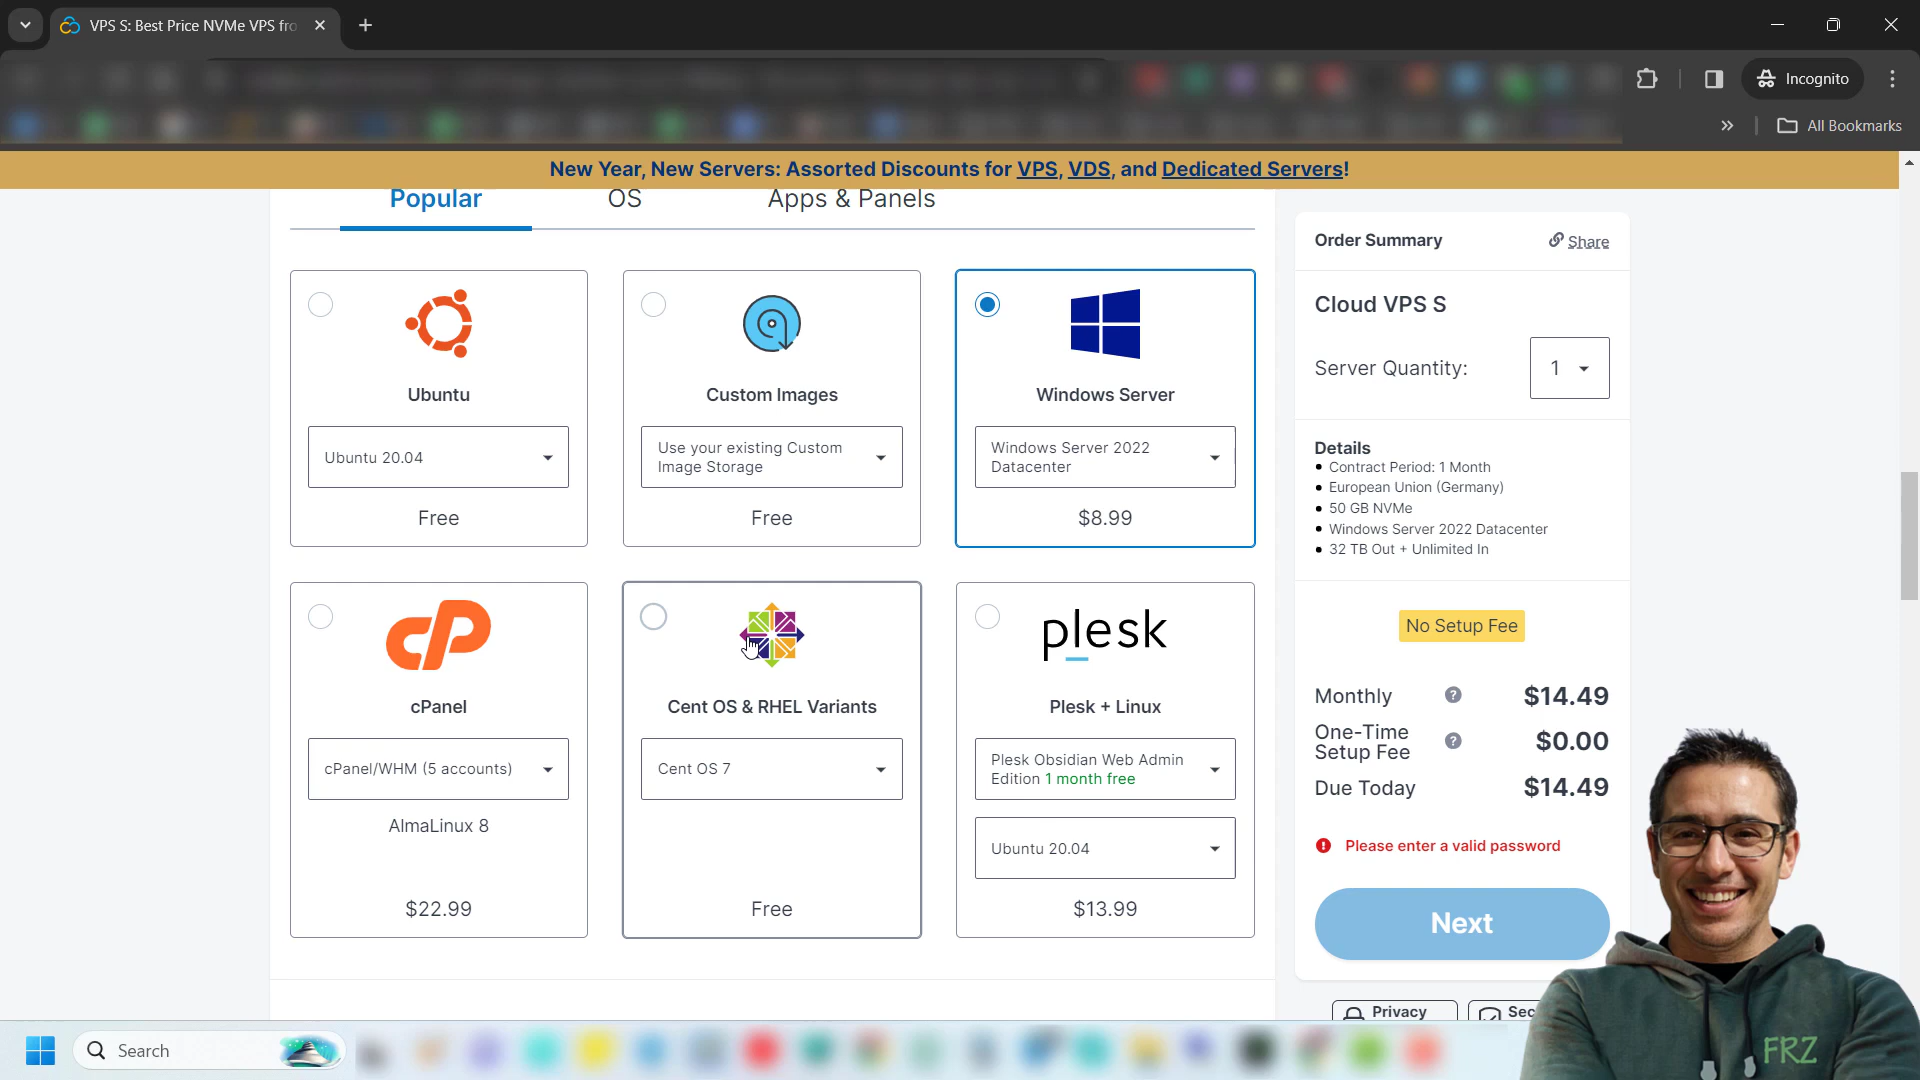 VPS S: Best Price NVMe VPS fro
Incognito
All Bookmarks
New Year, New Servers: Assorted Discounts for VPS, VDS, and Dedicated Servers!
Popular
OS
Apps & Panels
Ubuntu
Ubuntu 20.04
Free
Custom Images
Use your existing Custom
Image Storage
Free
Windows Server
Windows Server 2022
Datacenter
$8.99
cP
cPanel
cPanel/WHM (5 accounts)
AlmaLinux 8
$22.99
Cent OS & RHEL Variants
Cent OS 7
Free
plesk
Plesk + Linux
Plesk Obsidian Web Admin
Edition 1 month free
Ubuntu 20.04
$13.99
Order Summary
Share
Cloud VPS S
Server Quantity:
1
Details
• Contract Period: 1 Month
• European Union (Germany)
• 50 GB NVMe
• Windows Server 2022 Datacenter
• 32 TB Out + Unlimited In
No Setup Fee
Monthly ? $14.49
One-Time
Setup Fee ? $0.00
Due Today $14.49
Please enter a valid password
Next
Privacy
Sec
Search
FRZ